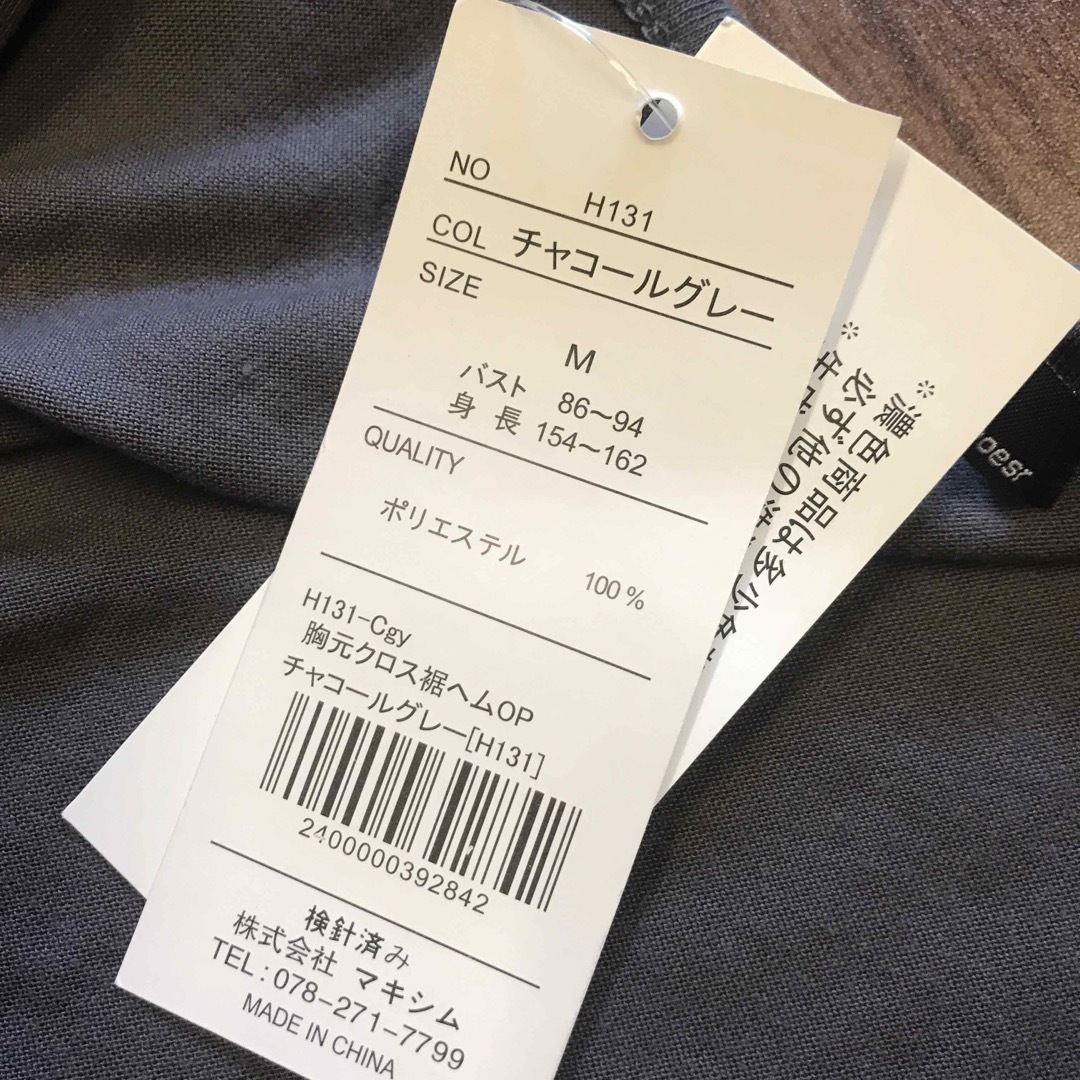 NO H131
COL チャコールグレー
SIZE
M
バスト 86～94
身 長 154～162
QUALITY
ポリエステル 100%
H131-Cgy
胸元クロス裾ヘムOP
チャコールグレー[H131]
2400000392842
検針済み
株式会社 マキシム
TEL:078-271-7799
MADE IN CHINA
※濃色商品は多少
※必ず他の